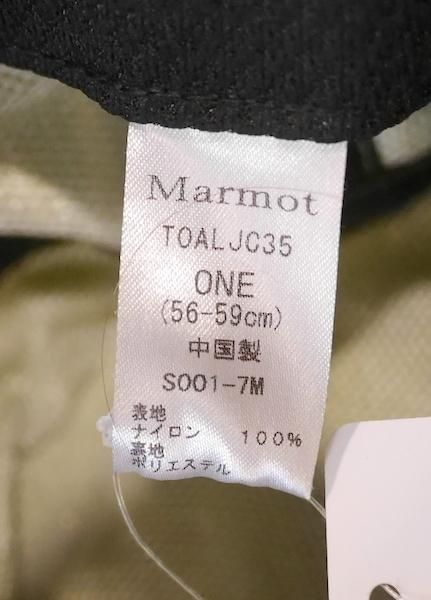 Marmot
TOALJC35
ONE
(56-59cm)
中国製
S001-7M
表地
ナイロン 100%
裏地
ポリエステル